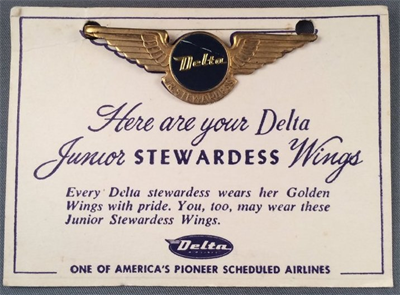 Delta
STEWARDESS
Here are your Delta
Junior STEWARDESS Wings
Every Delta stewardess wears her Golden
Wings with pride. You, too, may wear these
Junior Stewardess Wings.
Delta
ONE OF AMERICA'S PIONEER SCHEDULED AIRLINES